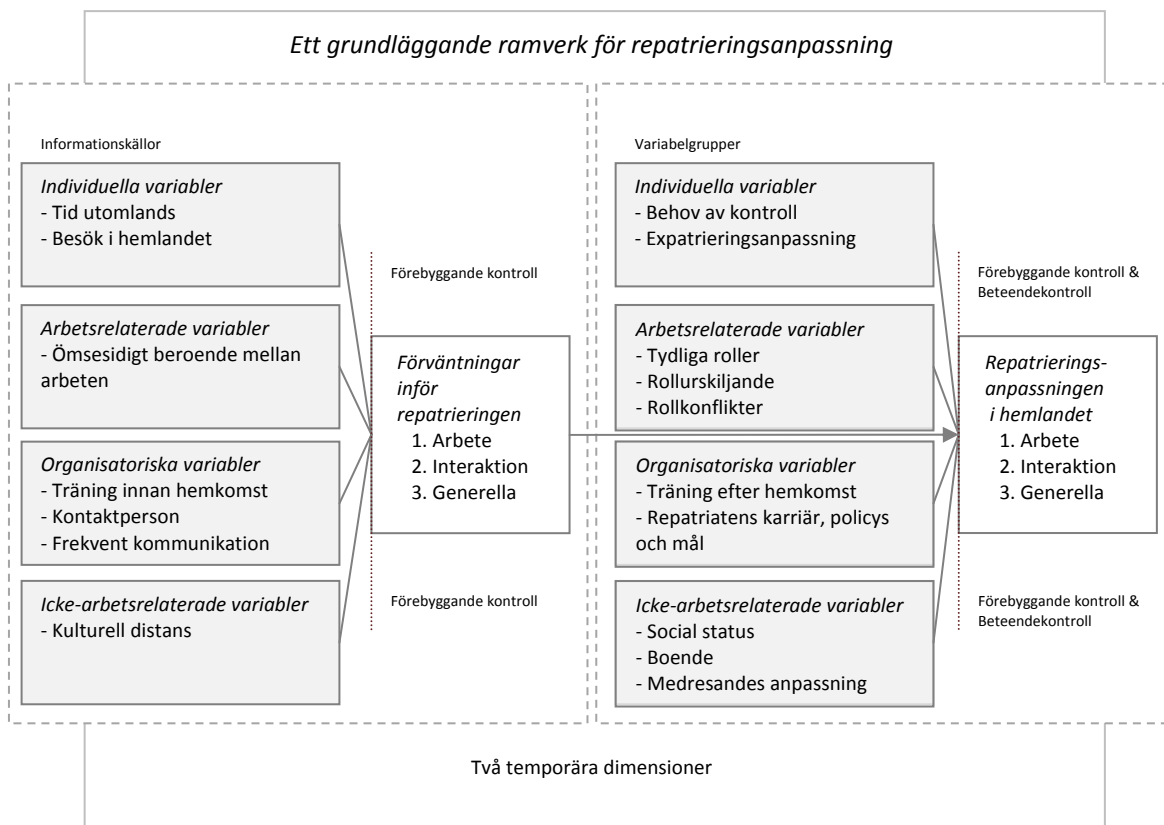 Ett grundläggande ramverk för repatrieringsanpassning
Informationskällor
Individuella variabler
- Tid utomlands
- Besök i hemlandet
Arbetsrelaterade variabler
- Ömsesidigt beroende mellan
arbeten
Organisatoriska variabler
- Träning innan hemkomst
- Kontaktperson
- Frekvent kommunikation
Icke-arbetsrelaterade variabler
- Kulturell distans
Förebyggande kontroll
Förväntningar
inför
repatrieringen
1. Arbete
2. Interaktion
3. Generella
Förebyggande kontroll
Variabelgrupper
Individuella variabler
- Behov av kontroll
- Expatrieringsanpassning
Arbetsrelaterade variabler
- Tydliga roller
- Rollurskiljande
- Rollkonflikter
Organisatoriska variabler
- Träning efter hemkomst
- Repatriatens karriär, policys
och mål
Icke-arbetsrelaterade variabler
- Social status
- Boende
- Medresandes anpassning
Förebyggande kontroll &
Beteendekontroll
Repatrierings-
anpassningen
i hemlandet
1. Arbete
2. Interaktion
3. Generella
Förebyggande kontroll &
Beteendekontroll
Två temporära dimensioner